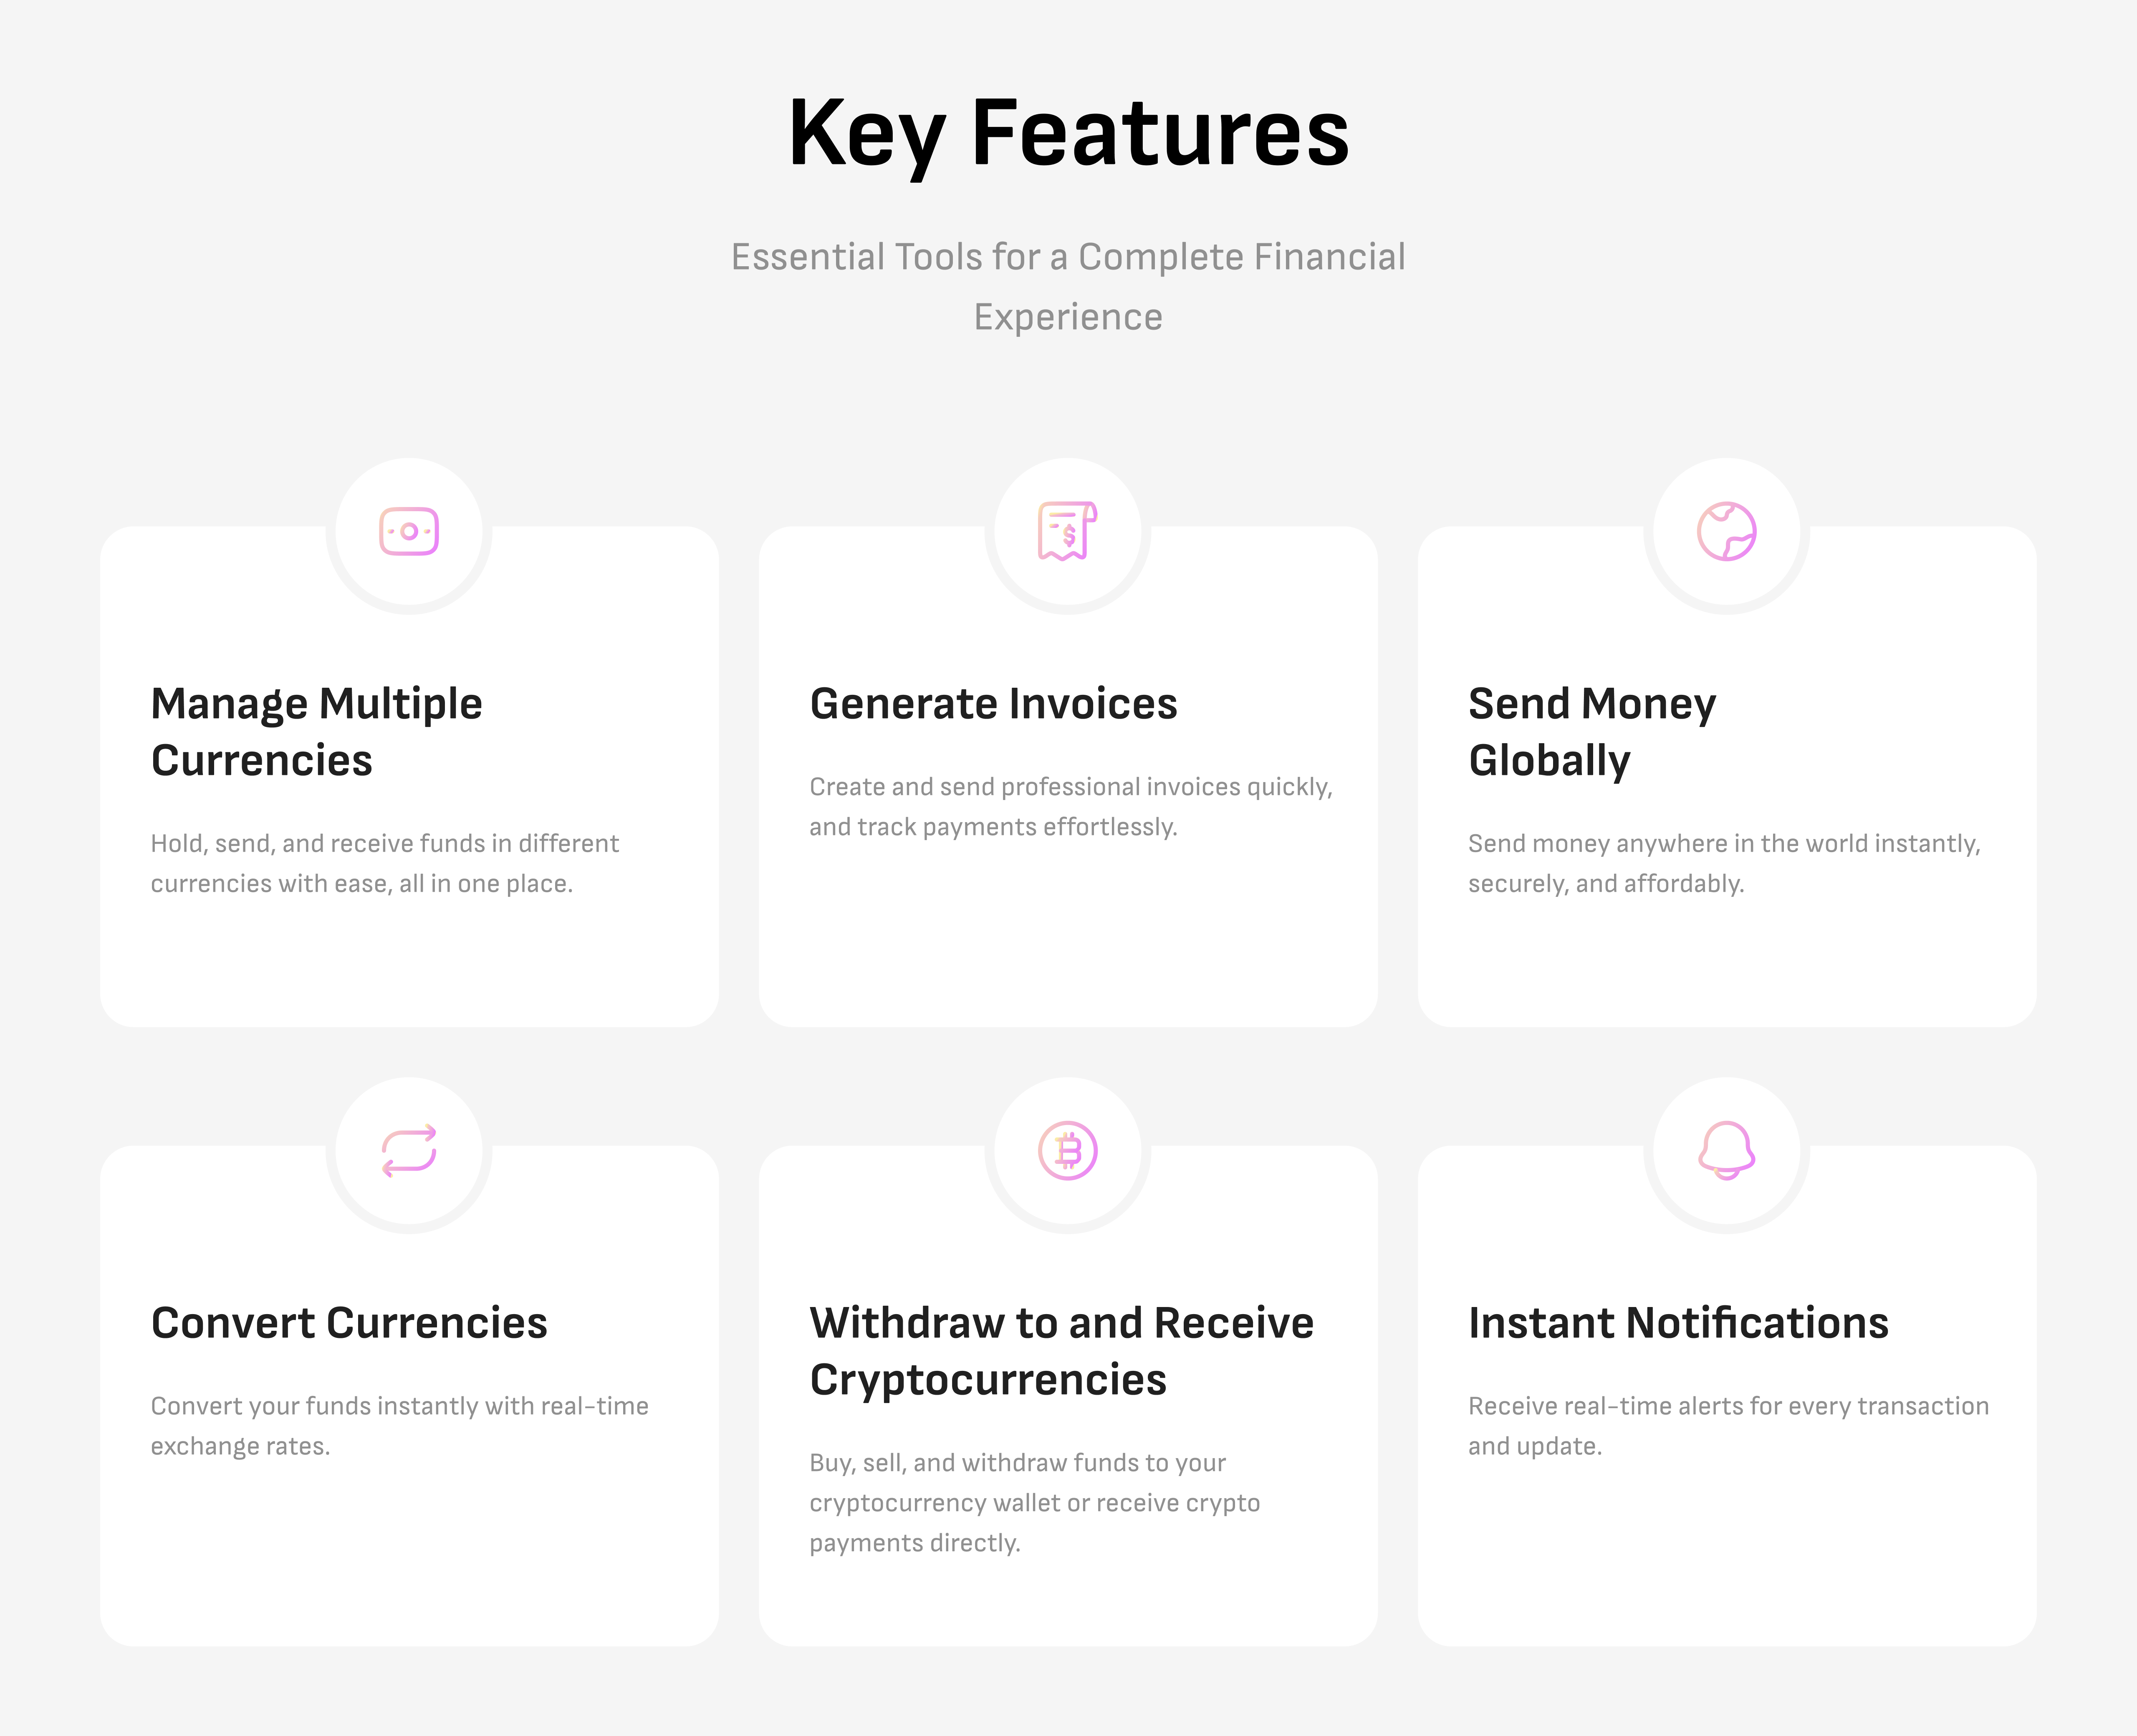 Key Features
Essential Tools for a Complete Financial
Experience
Manage Multiple
Currencies
Hold, send, and receive funds in different
currencies with ease, all in one place.
Generate Invoices
Create and send professional invoices quickly,
and track payments effortlessly.
Send Money
Globally
Send money anywhere in the world instantly,
securely, and affordably.
Convert Currencies
Convert your funds instantly with real-time
exchange rates.
Withdraw to and Receive
Cryptocurrencies
Buy, sell, and withdraw funds to your
cryptocurrency wallet or receive crypto
payments directly.
Instant Notifications
Receive real-time alerts for every transaction
and update.